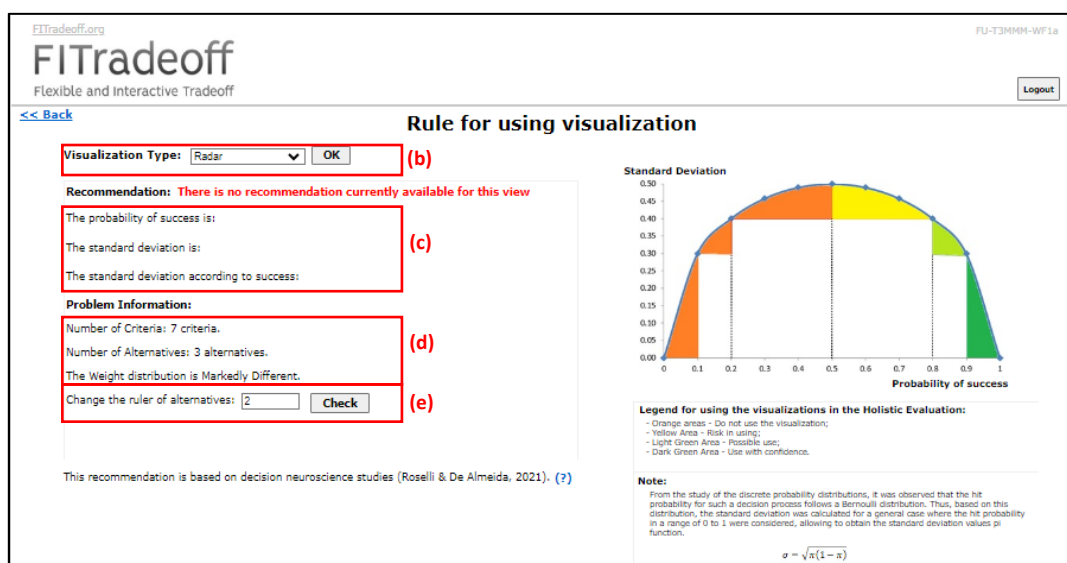 FITradeoff.org
FU-T3MMM-WF1a
FITradeoff
Flexible and Interactive Tradeoff
Logout
<< Back
Rule for using visualization
Visualization Type: Radar OK
(b)
Recommendation: There is no recommendation currently available for this view
The probability of success is:
The standard deviation is:
The standard deviation according to success:
(c)
Problem Information:
Number of Criteria: 7 criteria.
Number of Alternatives: 3 alternatives.
The Weight distribution is Markedly Different.
(d)
Change the ruler of alternatives: 2 Check
(e)
This recommendation is based on decision neuroscience studies (Roselli & De Almeida, 2021). (?)
Standard Deviation
0.50
0.45
0.40
0.35
0.30
0.25
0.20
0.15
0.10
0.05
0.00
0 0.1 0.2 0.3 0.4 0.5 0.6 0.7 0.8 0.9 1
Probability of success
Legend for using the visualizations in the Holistic Evaluation:
- Orange areas - Do not use the visualization;
- Yellow Area - Risk in using;
- Light Green Area - Possible use;
- Dark Green Area - Use with confidence.
Note:
From the study of the discrete probability distributions, it was observed that the hit
probability for such a decision process follows a Bernoulli distribution. Thus, based on this
distribution, the standard deviation was calculated for a general case where the hit probability
in a range of 0 to 1 were considered, allowing to obtain the standard deviation values pi
function.
σ = √π(1 − π)